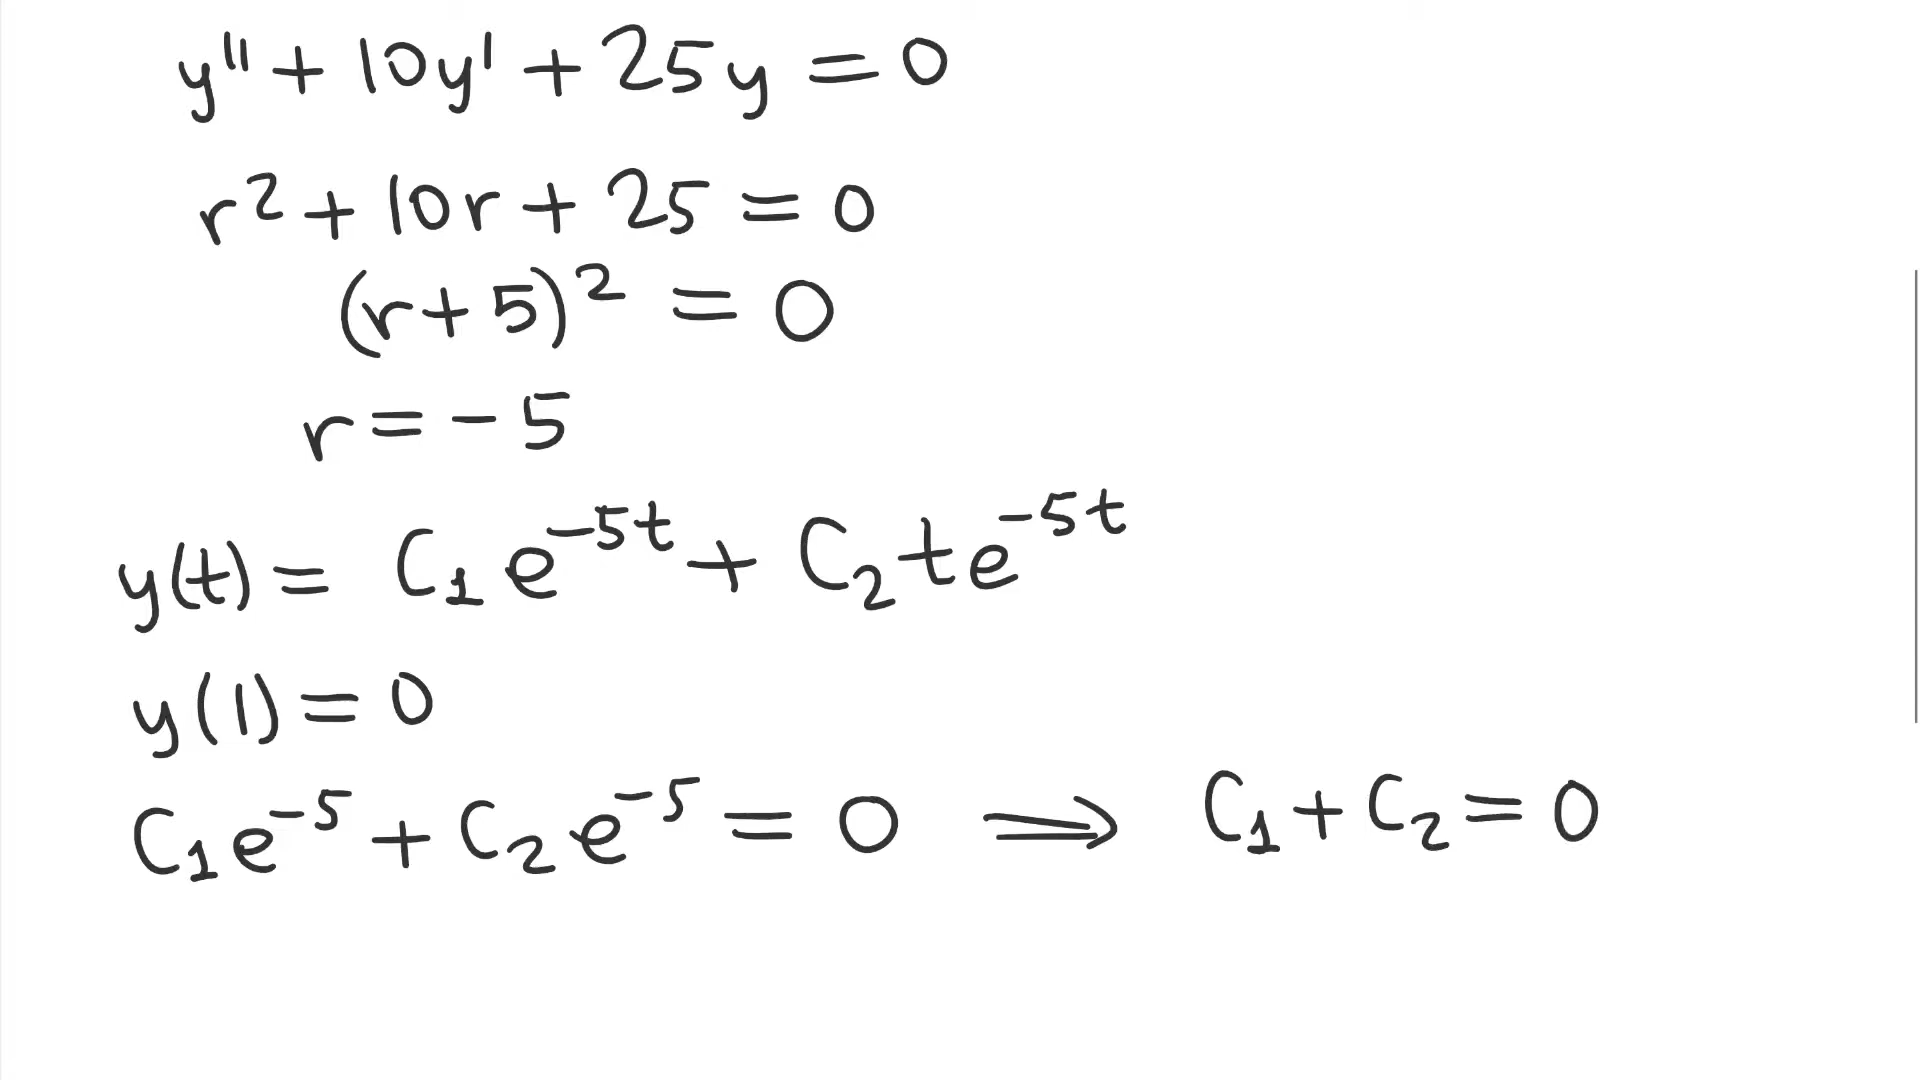 y'' + 10y' + 25y = 0
r² + 10r + 25 = 0
(r+5)² = 0
r = -5
y(t) = C₁e⁻⁵ᵗ + C₂te⁻⁵ᵗ
y(1) = 0
C₁e⁻⁵ + C₂e⁻⁵ = 0 ⟹ C₁ + C₂ = 0